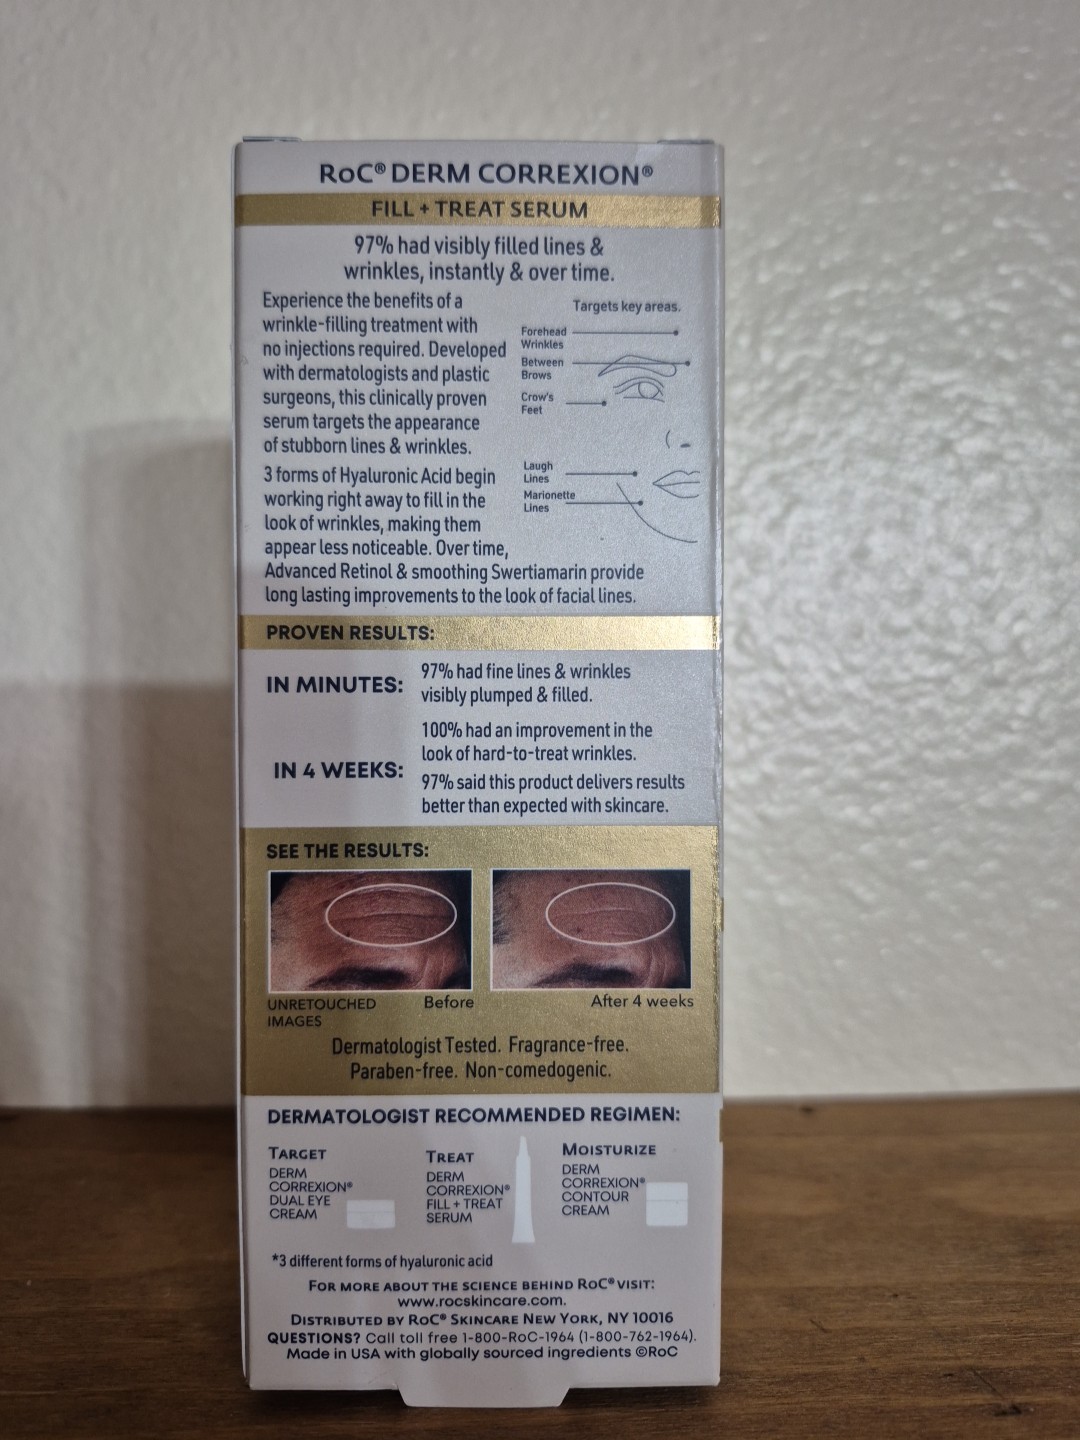 RoC® DERM CORREXION®
FILL + TREAT SERUM
97% had visibly filled lines &
wrinkles, instantly & over time.
Experience the benefits of a
wrinkle-filling treatment with
no injections required. Developed
with dermatologists and plastic
surgeons, this clinically proven
serum targets the appearance
of stubborn lines & wrinkles.
Targets key areas.
Forehead
Wrinkles
Between
Brows
Crow's
Feet
Laugh
Lines
Marionette
Lines
3 forms of Hyaluronic Acid begin
working right away to fill in the
look of wrinkles, making them
appear less noticeable. Over time,
Advanced Retinol & smoothing Swertiamarin provide
long lasting improvements to the look of facial lines.
PROVEN RESULTS:
IN MINUTES:
97% had fine lines & wrinkles
visibly plumped & filled.
IN 4 WEEKS:
100% had an improvement in the
look of hard-to-treat wrinkles.
97% said this product delivers results
better than expected with skincare.
SEE THE RESULTS:
UNRETOUCHED
IMAGES
Before
After 4 weeks
Dermatologist Tested. Fragrance-free.
Paraben-free. Non-comedogenic.
DERMATOLOGIST RECOMMENDED REGIMEN:
TARGET
DERM
CORREXION®
DUAL EYE
CREAM
TREAT
DERM
CORREXION®
FILL + TREAT
SERUM
MOISTURIZE
DERM
CORREXION®
CONTOUR
CREAM
*3 different forms of hyaluronic acid
FOR MORE ABOUT THE SCIENCE BEHIND ROC® VISIT:
www.rocskincare.com.
DISTRIBUTED BY ROC® SKINCARE NEW YORK, NY 10016
QUESTIONS? Call toll free 1-800-RoC-1964 (1-800-762-1964).
Made in USA with globally sourced ingredients ©RoC